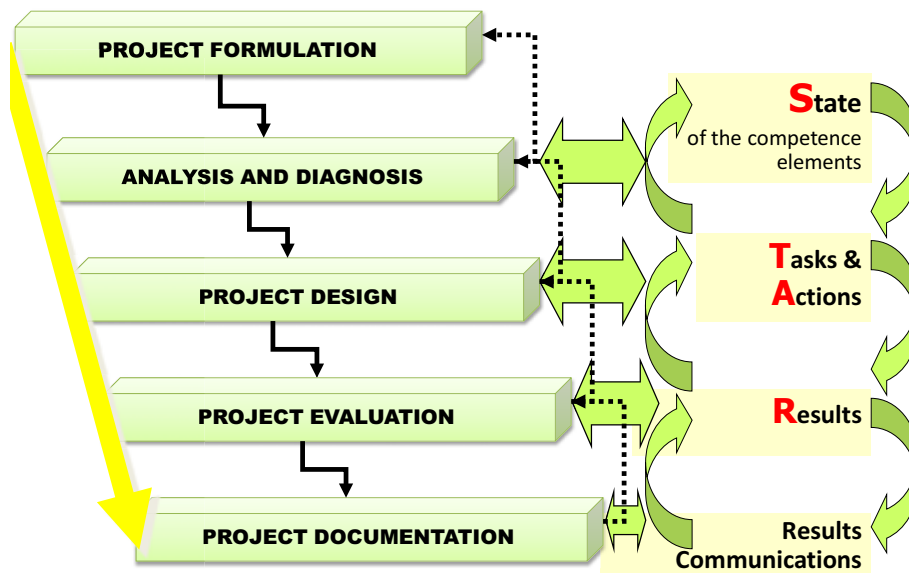 PROJECT FORMULATION
State
of the competence
elements
ANALYSIS AND DIAGNOSIS
Tasks &
Actions
PROJECT DESIGN
Results
PROJECT EVALUATION
Results
Communications
PROJECT DOCUMENTATION